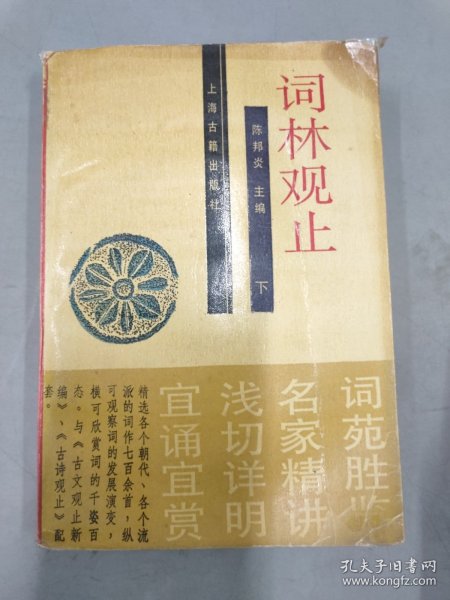 词林观止
陈邦炎 主编 下
上海古籍出版社
词苑胜览
名家精讲
浅切详明
宜诵宜赏
精选各个朝代、各个流
派的词作七百余首，纵
可观察词的发展演变，
横可欣赏词的千姿百
态。与《古文观止新
编》、《古诗观止》配
套。
孔夫子旧书网
www.kongfz.com